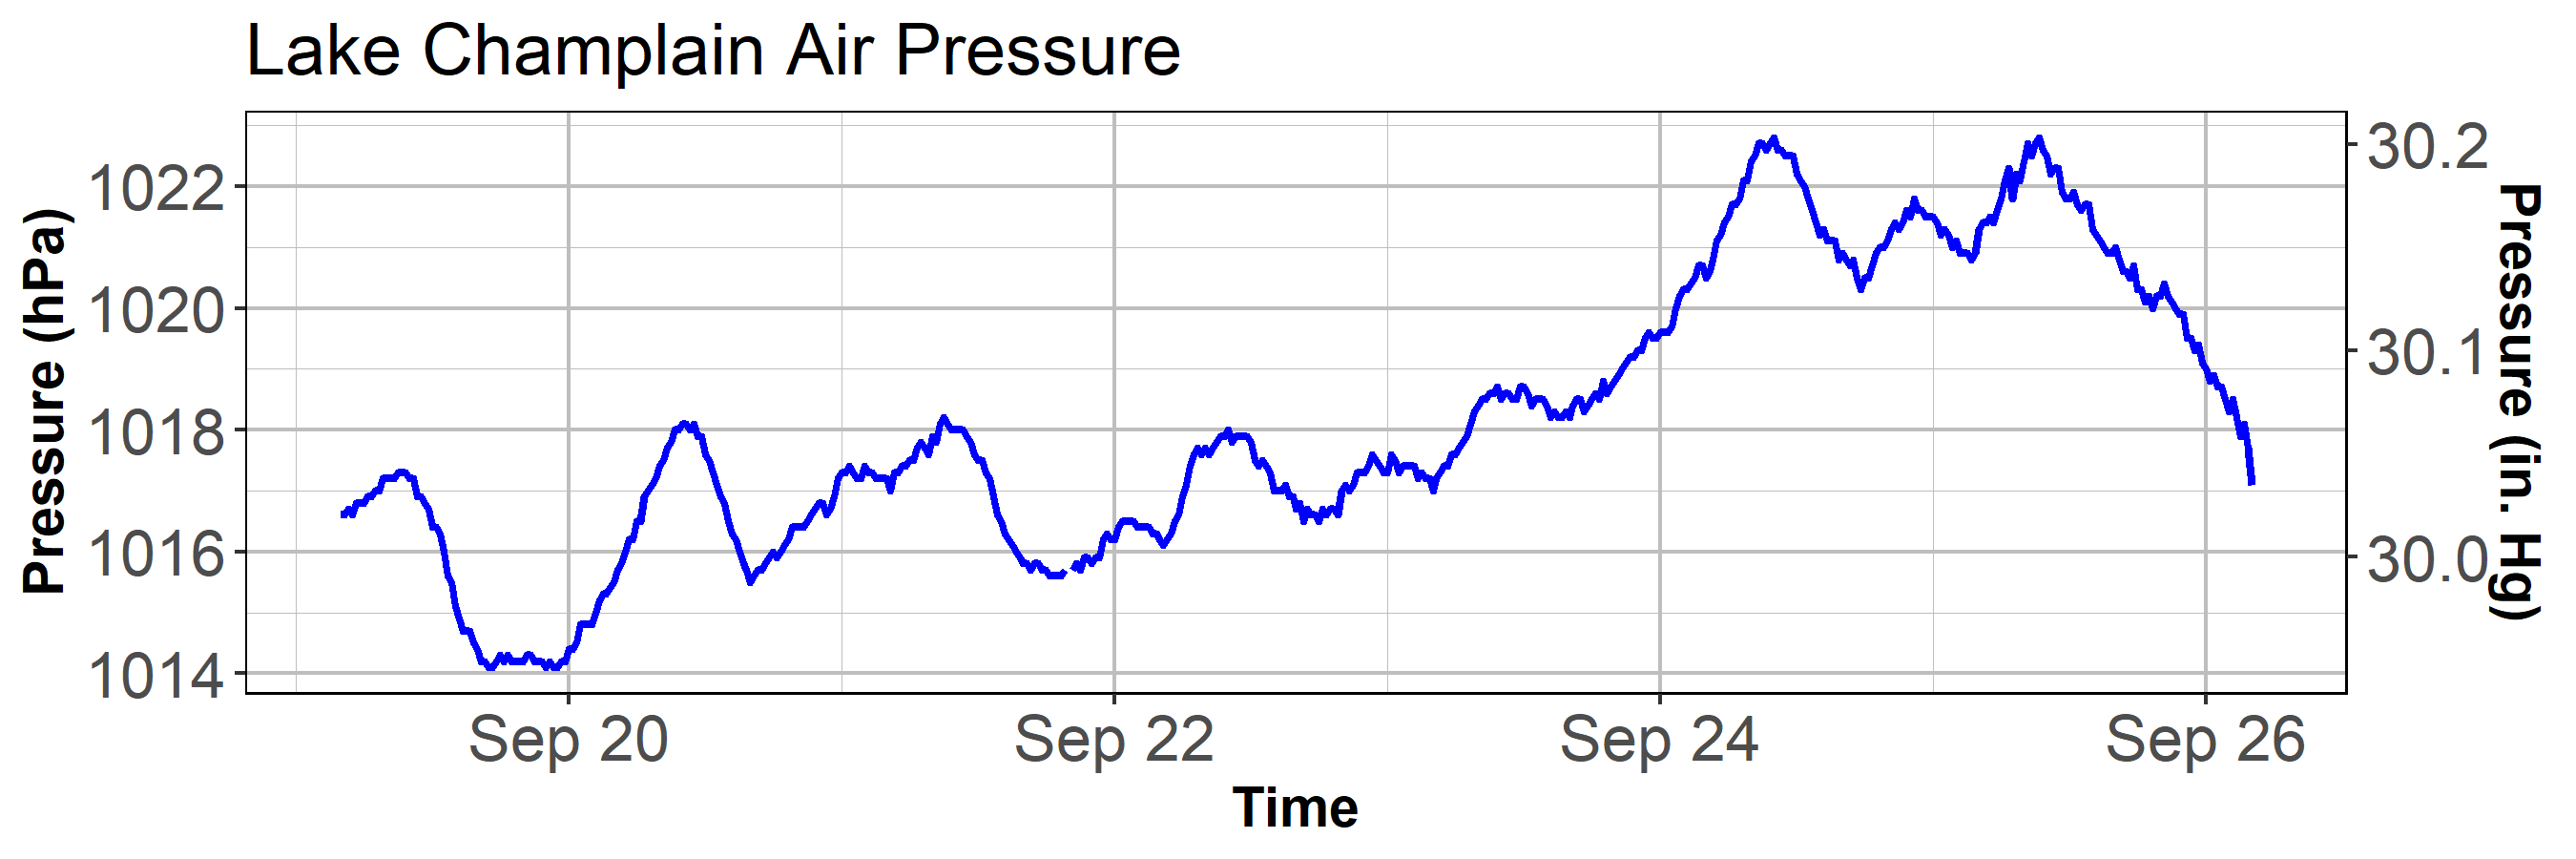 Lake Champlain Air Pressure
Pressure (hPa)
1022
1020
1018
1016
1014
30.2
30.1
30.0
Pressure (in. Hg)
Sep 20
Sep 22
Sep 24
Sep 26
Time